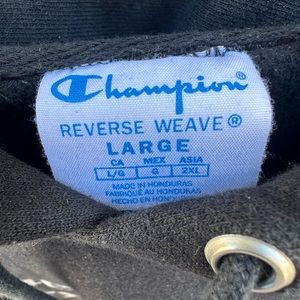 Champion
REVERSE WEAVE®
LARGE
CA MEX ASIA
L/G G 2XL
MADE IN HONDURAS
FABRIQUÉ AU HONDURAS
HECHO EN HONDURAS